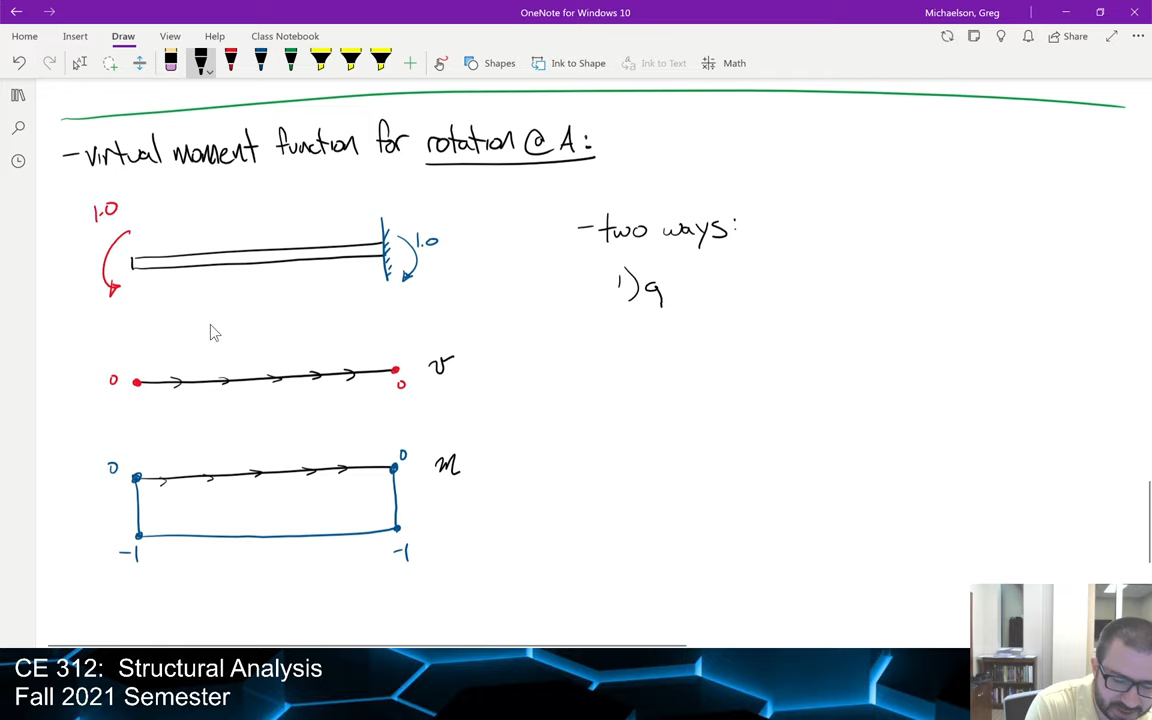 OneNote for Windows 10
Michaelson, Greg
Home Insert Draw View Help Class Notebook
Shapes Ink to Shape Ink to Text Math Share
-virtual moment function for rotation @ A:
1.0
1.0
-two ways:
1) q
0 0 v
0 0 m
-1 -1
CE 312: Structural Analysis
Fall 2021 Semester